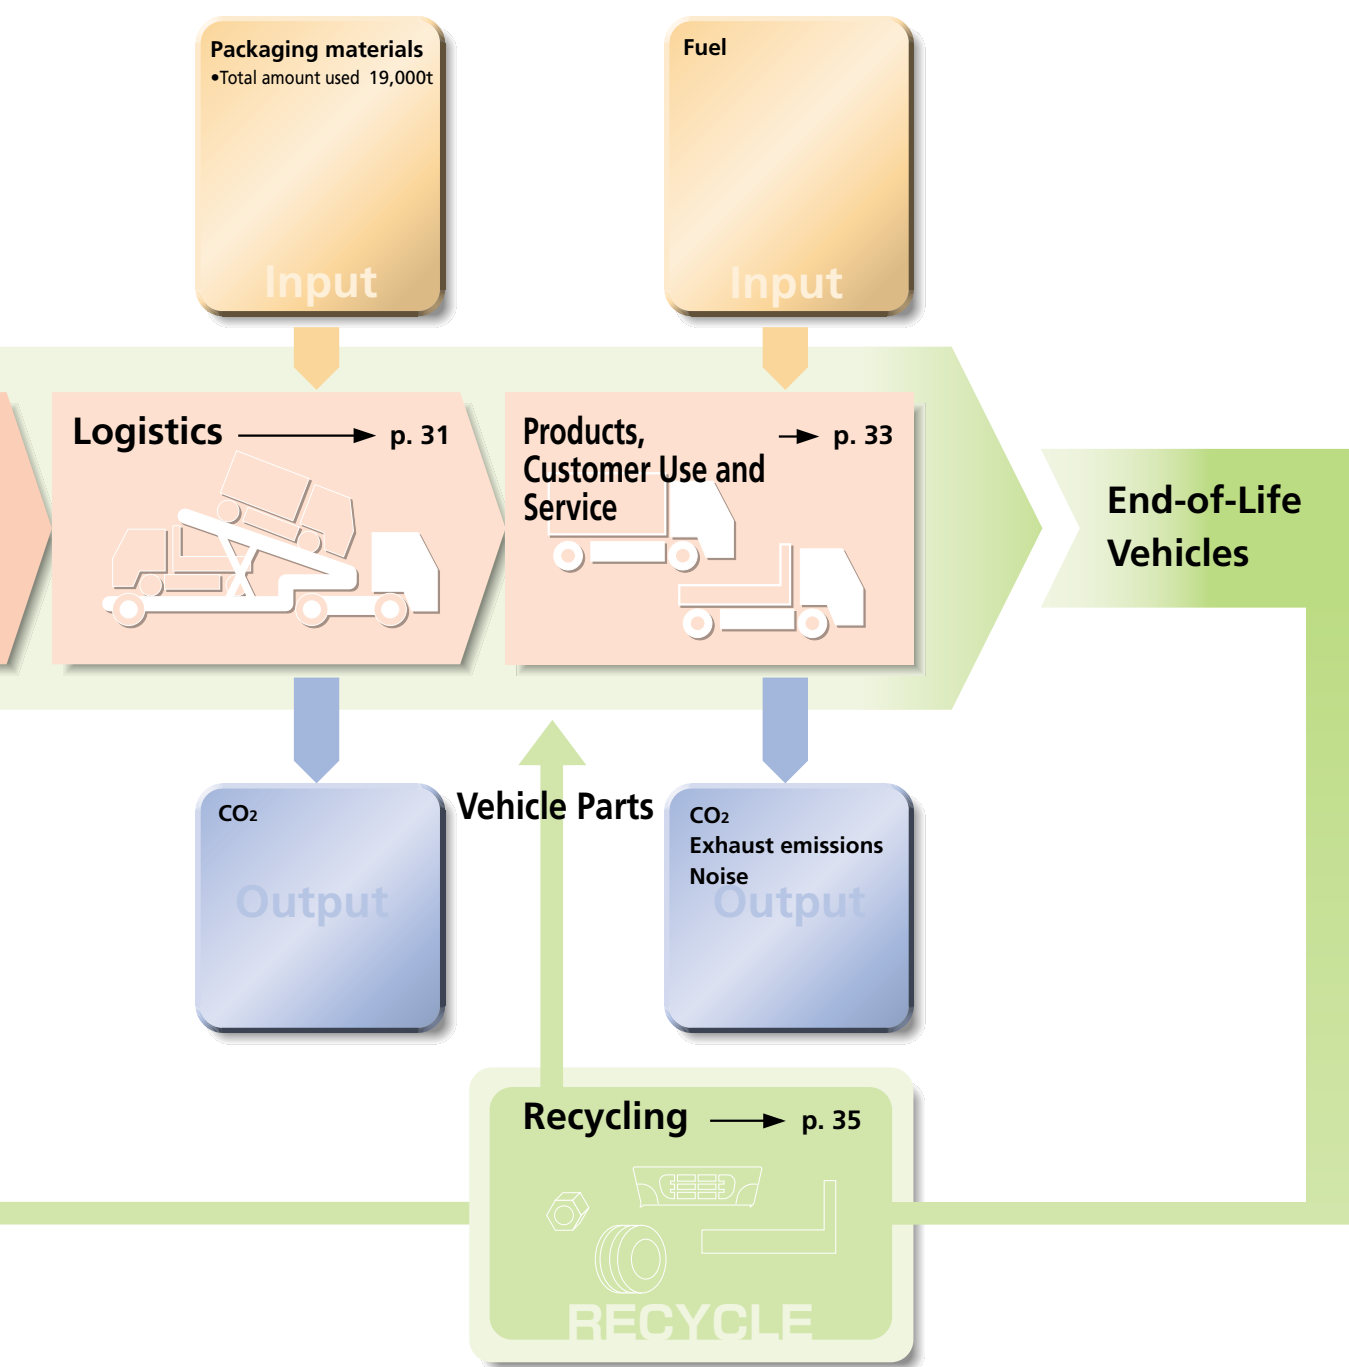 Packaging materials
•Total amount used 19,000t
Input
Fuel
Input
Logistics p. 31
Products, p. 33
Customer Use and
Service
End-of-Life
Vehicles
CO2
Output
Vehicle Parts
CO2
Exhaust emissions
Noise
Output
Recycling p. 35
RECYCLE